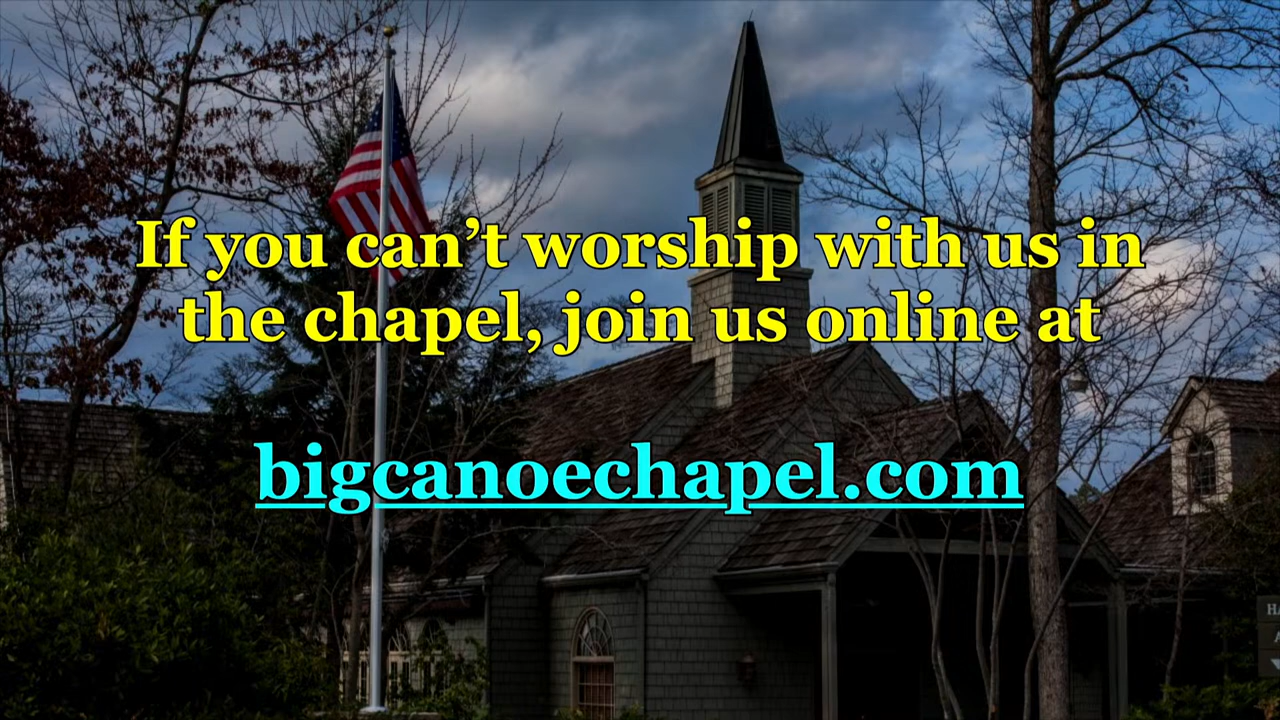 If you can’t worship with us in
the chapel, join us online at
bigcanoechapel.com